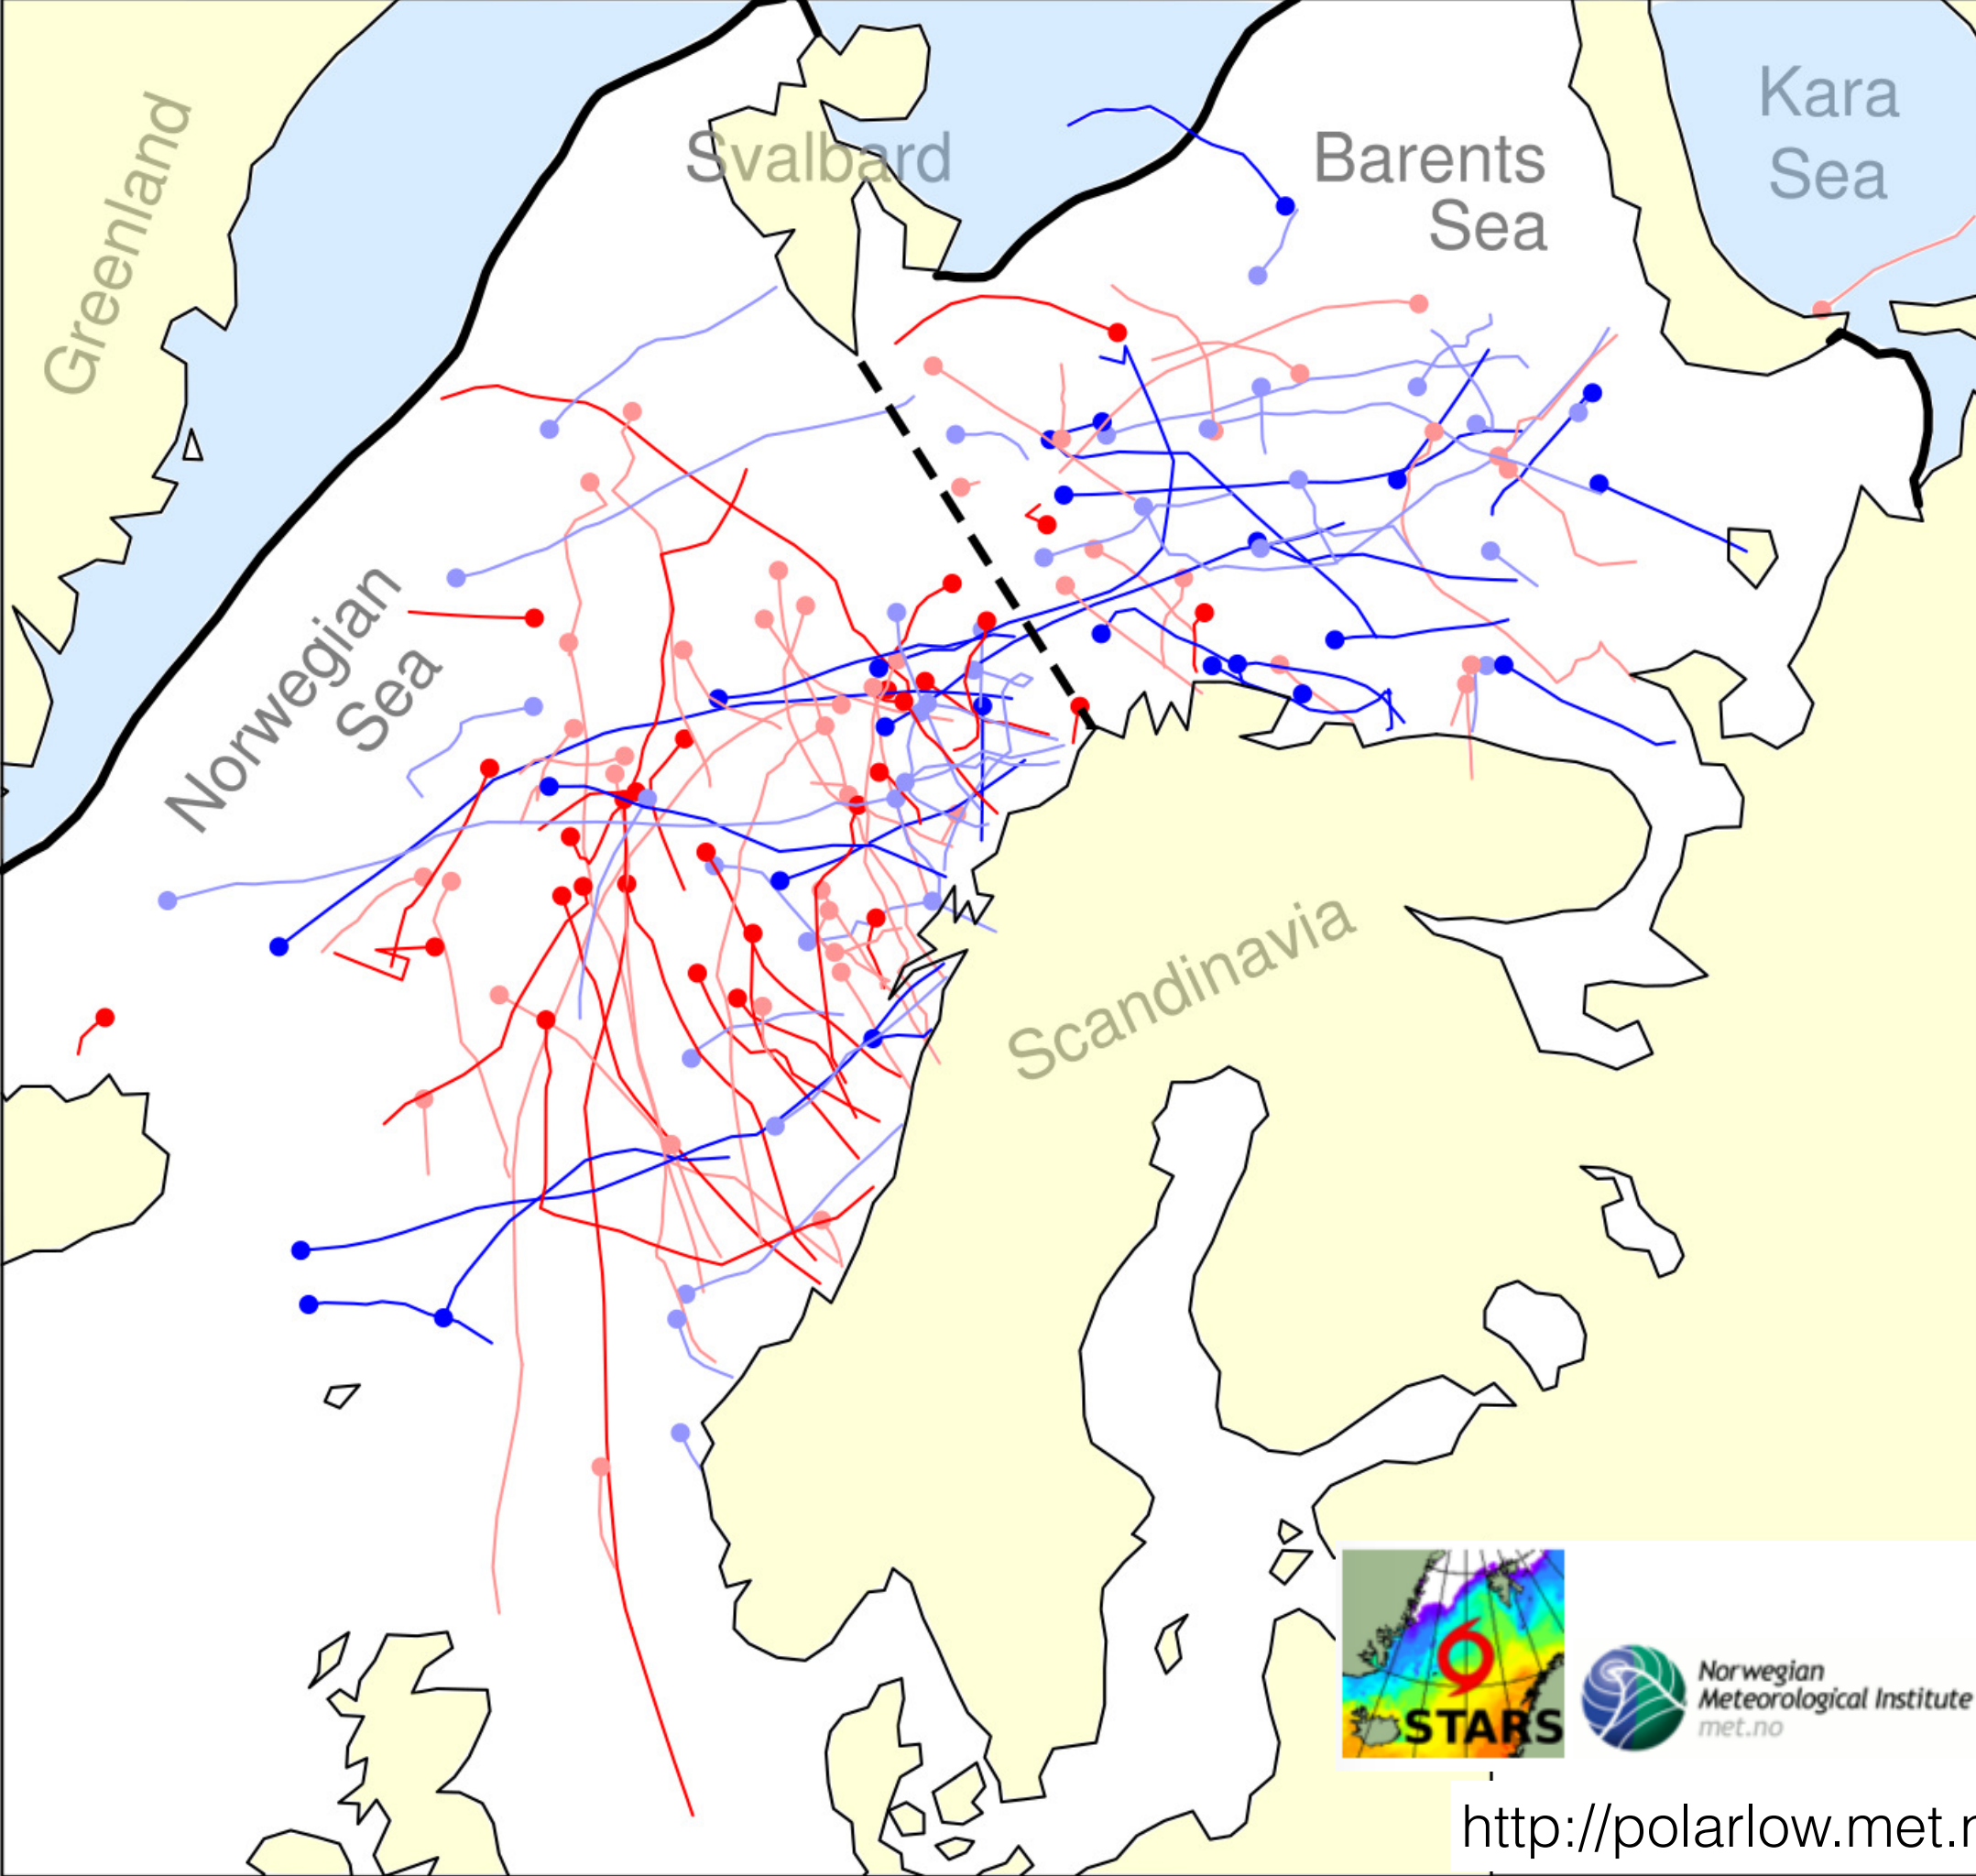 Greenland
Svalbard
Barents
Sea
Kara
Sea
Norwegian
Sea
Scandinavia
STARS
Norwegian
Meteorological Institute
met.no
http://polarlow.met.